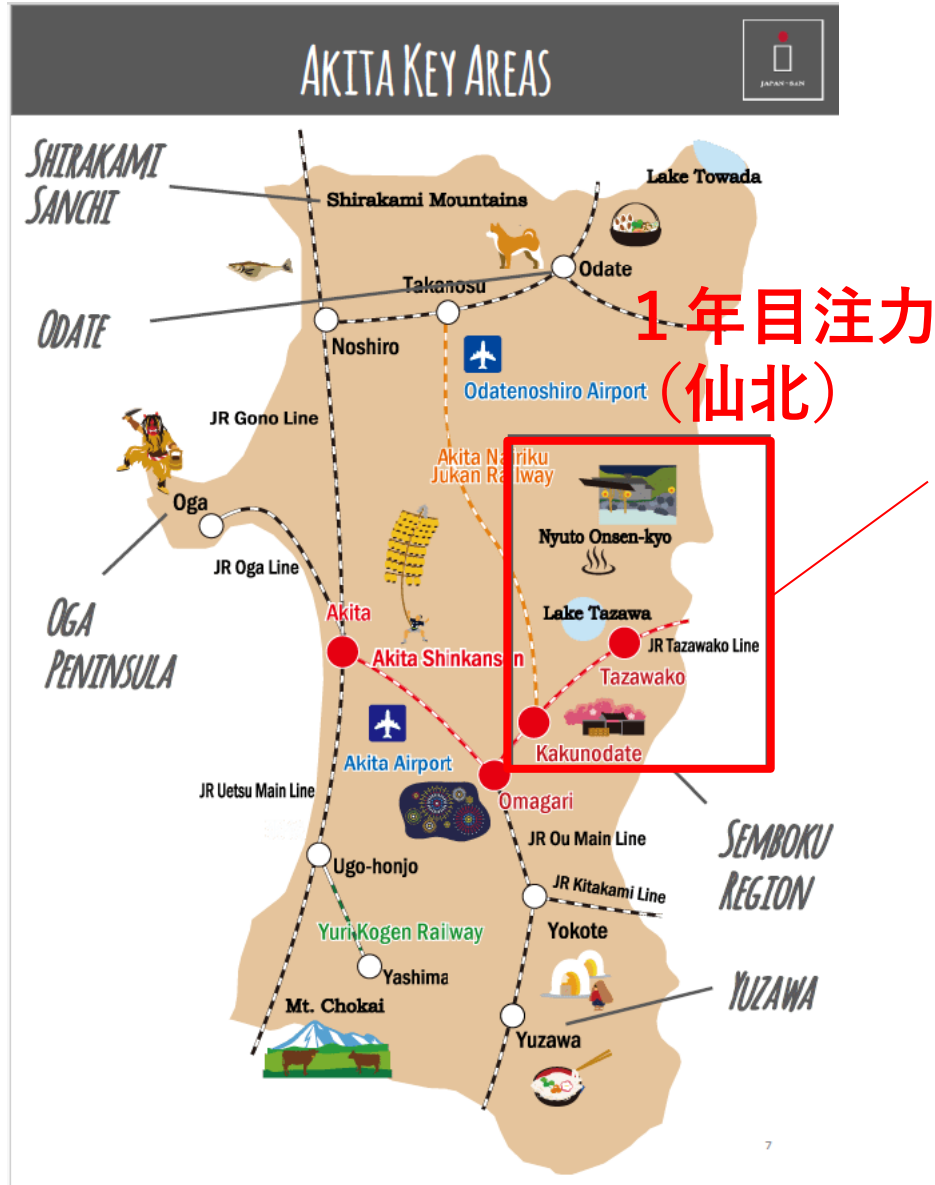 AKITA KEY AREAS
JAPAN-SAN
SHIRAKAMI
SANCHI
Lake Towada
Shirakami Mountains
Odate
Takanosu
ODATE
Noshiro
１年目注力
（仙北）
Odatenoshiro Airport
JR Gono Line
Akita Nairiku
Jukan Railway
Oga
Nyuto Onsen-kyo
JR Oga Line
OGA
PENINSULA
Akita
Lake Tazawa
JR Tazawako Line
Akita Shinkansen
Tazawako
Kakunodate
Akita Airport
JR Uetsu Main Line
Omagari
JR Ou Main Line
SEMBOKU
REGION
Ugo-honjo
JR Kitakami Line
Yuri Kogen Railway
Yokote
Yashima
YUZAWA
Mt. Chokai
Yuzawa
7